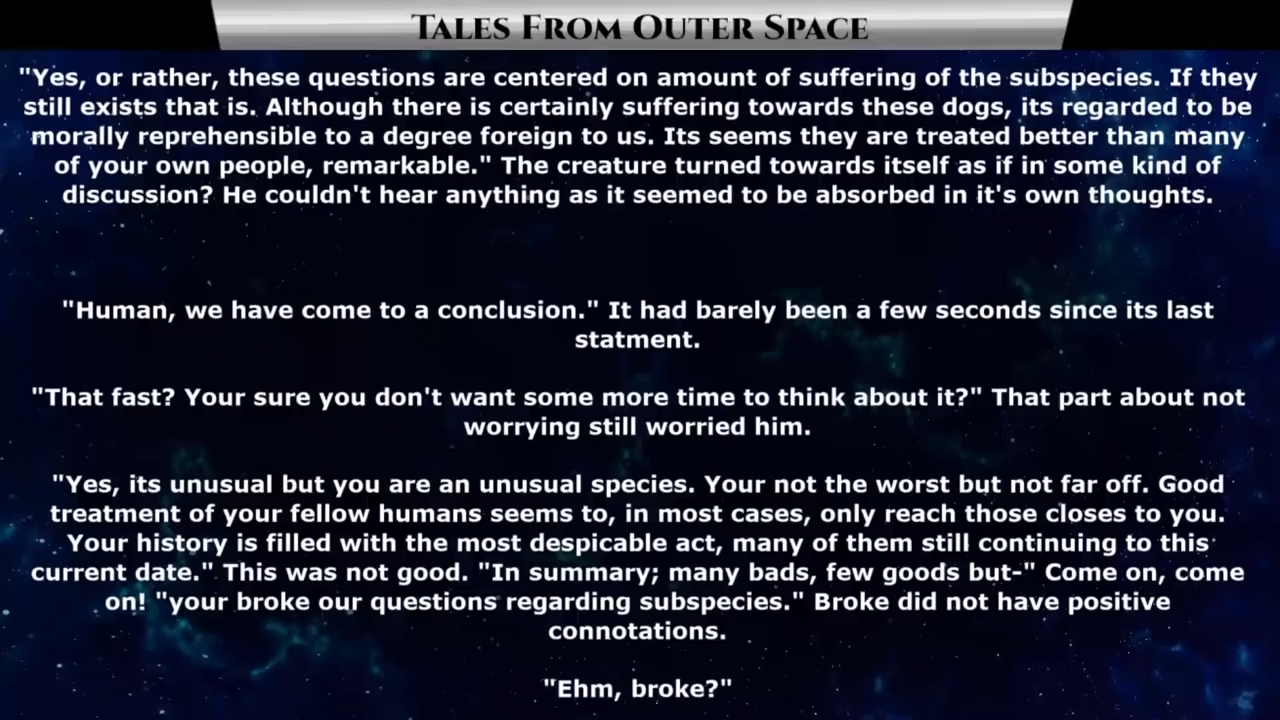 Tales From Outer Space
"Yes, or rather, these questions are centered on amount of suffering of the subspecies. If they
still exists that is. Although there is certainly suffering towards these dogs, its regarded to be
morally reprehensible to a degree foreign to us. Its seems they are treated better than many
of your own people, remarkable." The creature turned towards itself as if in some kind of
discussion? He couldn't hear anything as it seemed to be absorbed in it's own thoughts.
"Human, we have come to a conclusion." It had barely been a few seconds since its last
statment.
"That fast? Your sure you don't want some more time to think about it?" That part about not
worrying still worried him.
"Yes, its unusual but you are an unusual species. Your not the worst but not far off. Good
treatment of your fellow humans seems to, in most cases, only reach those closes to you.
Your history is filled with the most despicable act, many of them still continuing to this
current date." This was not good. "In summary; many bads, few goods but-" Come on, come
on! "your broke our questions regarding subspecies." Broke did not have positive
connotations.
"Ehm, broke?"